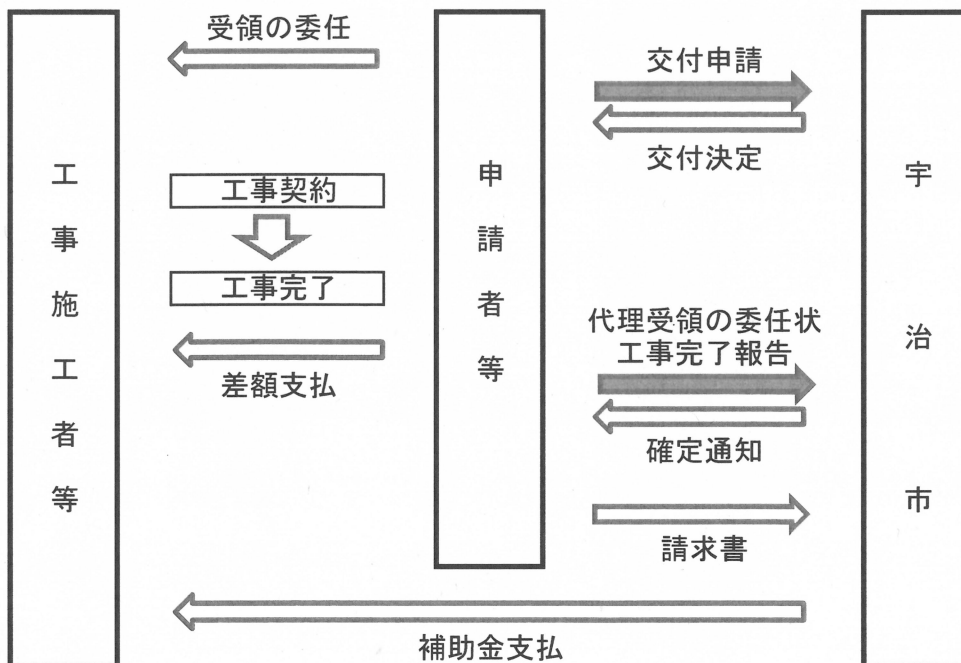 受領の委任
交付申請
交付決定
工事施工者等
工事契約
工事完了
差額支払
申請者等
代理受領の委任状
工事完了報告
確定通知
請求書
宇治市
補助金支払